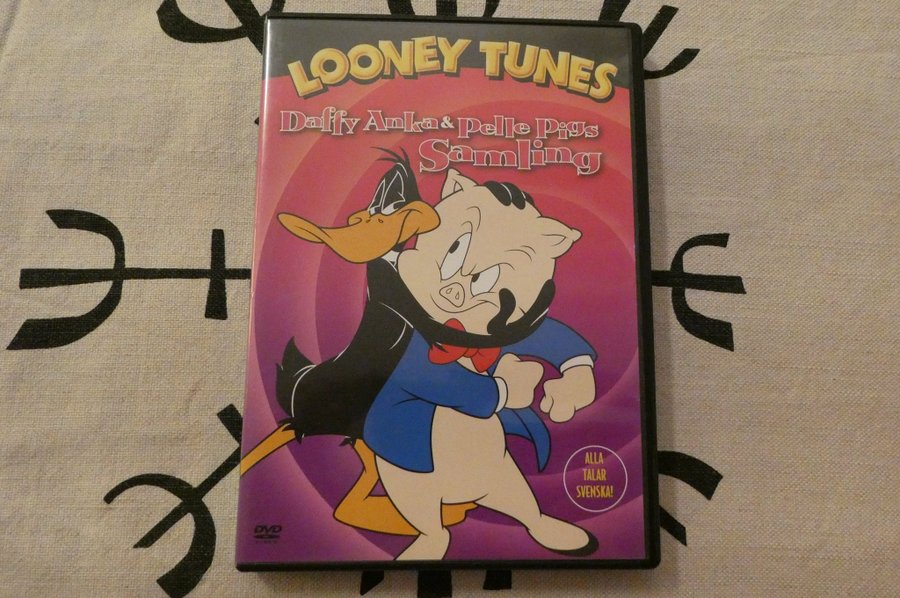 LOONEY TUNES
Daffy Anka & Pelle Pigs
Samling
ALLA
TALAR
SVENSKA!
DVD